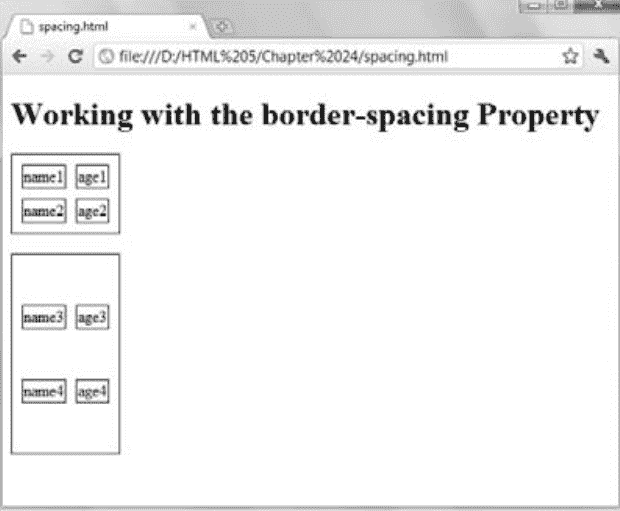 spacing.html
file:///D:/HTML%205/Chapter%2024/spacing.html
Working with the border-spacing Property
name1 age1
name2 age2
name3 age3
name4 age4